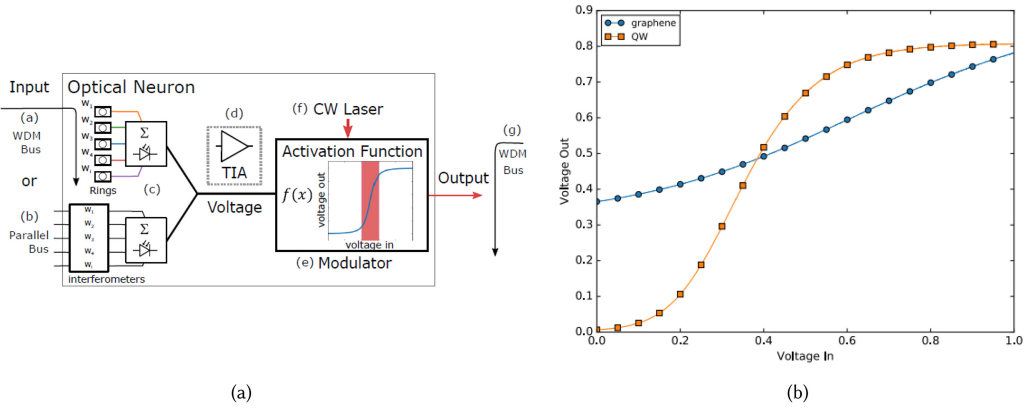 Input
(a)
WDM
Bus
or
(b)
Parallel
Bus
Optical Neuron
W₁
W₂
W₃
W₄
Wᵢ
Rings
Σ
(c)
W₁
W₂
W₃
W₄
Wᵢ
interferometers
Σ
(d)
TIA
Voltage
(f) CW Laser
Activation Function
f(x)
voltage out
voltage in
(e) Modulator
Output
(g)
WDM
Bus
(a)
graphene
QW
Voltage Out
0.9
0.8
0.7
0.6
0.5
0.4
0.3
0.2
0.1
0.0
0.0 0.2 0.4 0.6 0.8 1.0
Voltage In
(b)